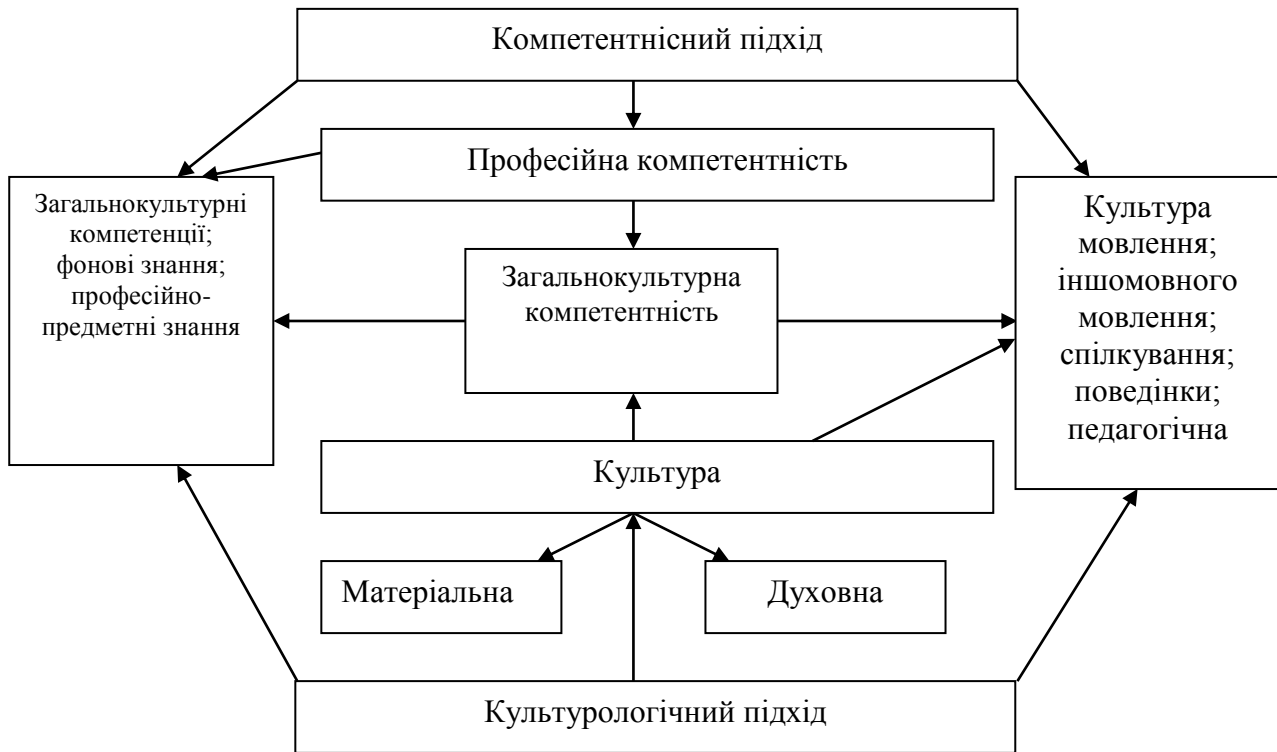 Компетентнісний підхід
Професійна компетентність
Загальнокультурні
компетенції;
фонові знання;
професійно-
предметні знання
Загальнокультурна
компетентність
Культура
мовлення;
іншомовного
мовлення;
спілкування;
поведінки;
педагогічна
Культура
Матеріальна
Духовна
Культурологічний підхід